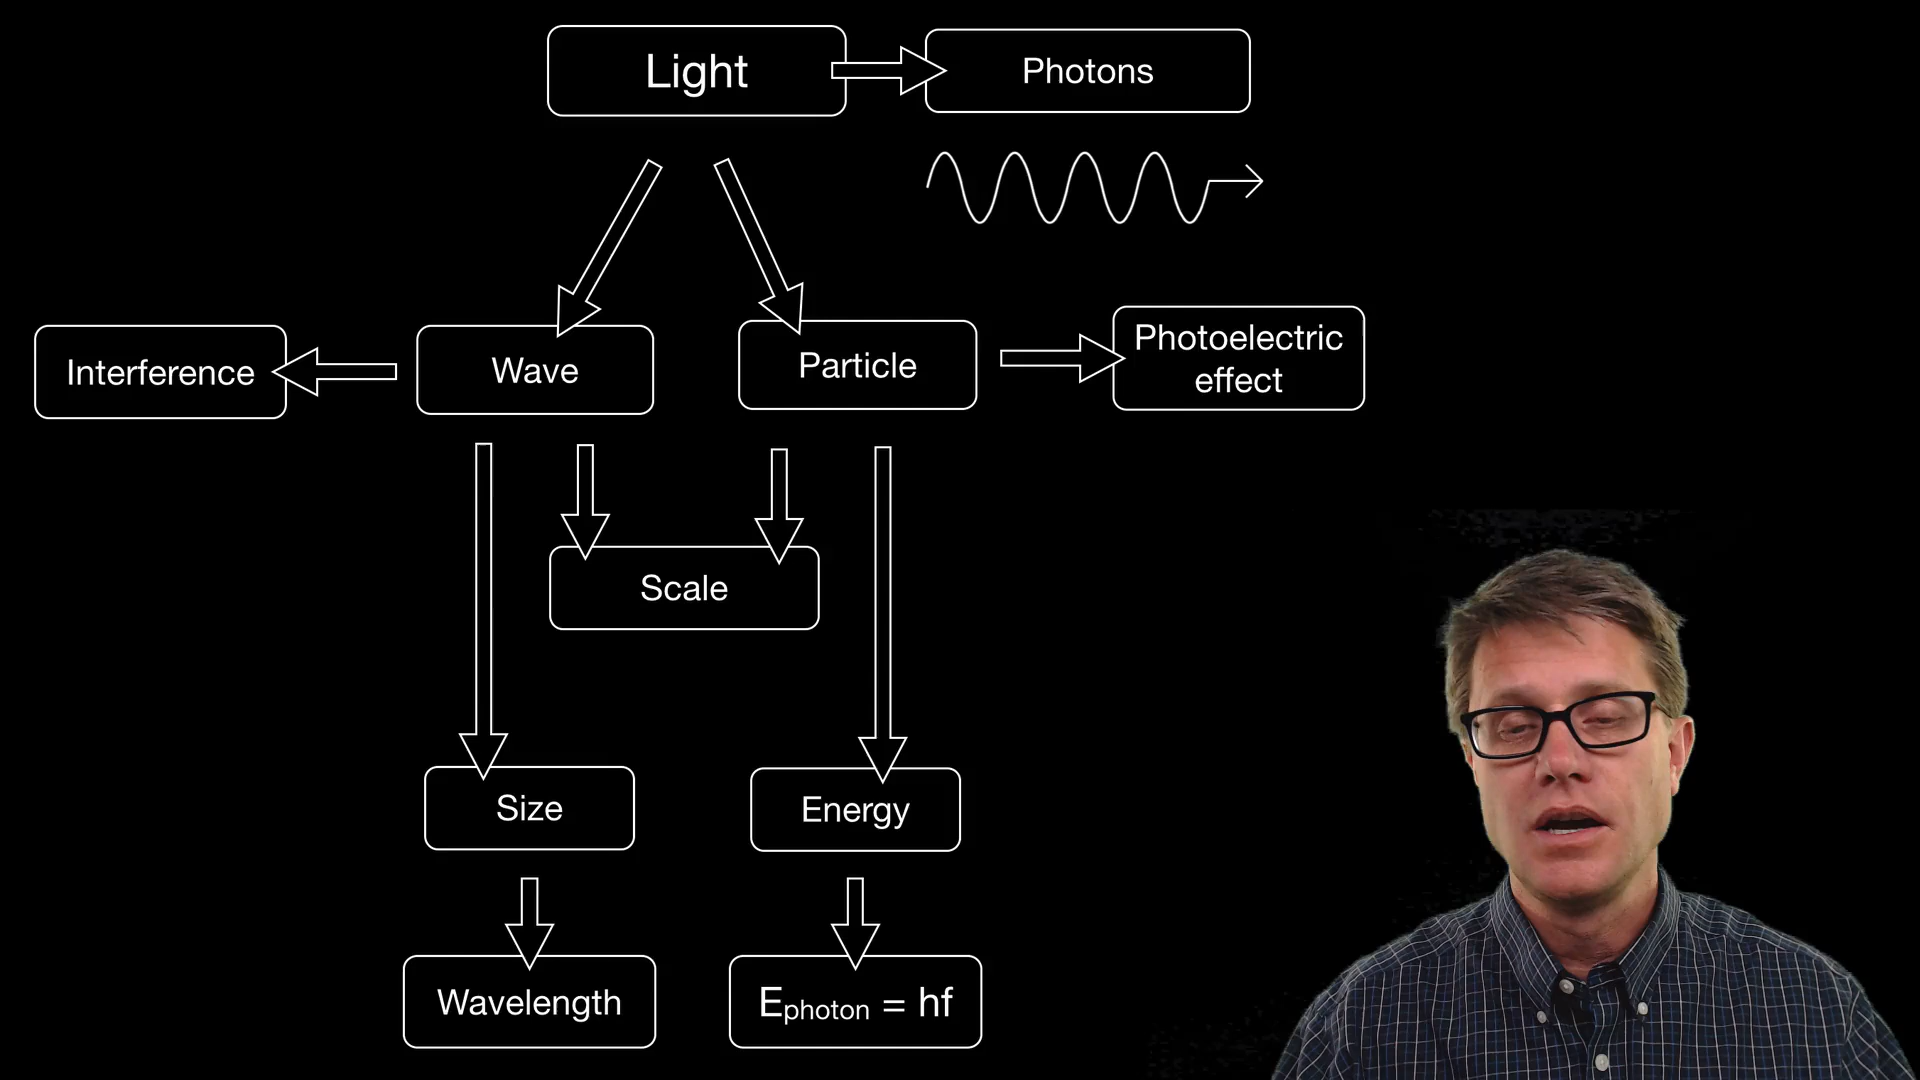 Light
Photons
Interference
Wave
Particle
Photoelectric
effect
Scale
Size
Energy
Wavelength
Ephoton = hf